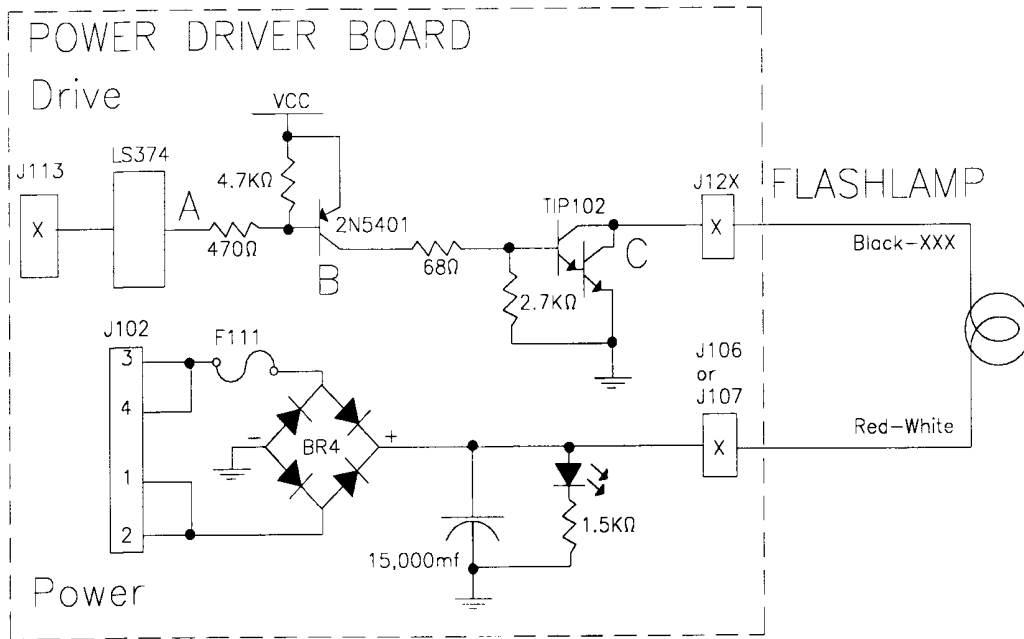 POWER DRIVER BOARD
Drive
VCC
J113
LS374
4.7KΩ
A
X
470Ω
2N5401
B
68Ω
TIP102
C
2.7KΩ
J12X
X
FLASHLAMP
Black-XXX
J102
3
4
1
2
F111
BR4
-
+
15,000mf
1.5KΩ
J106
or
J107
X
Red-White
Power